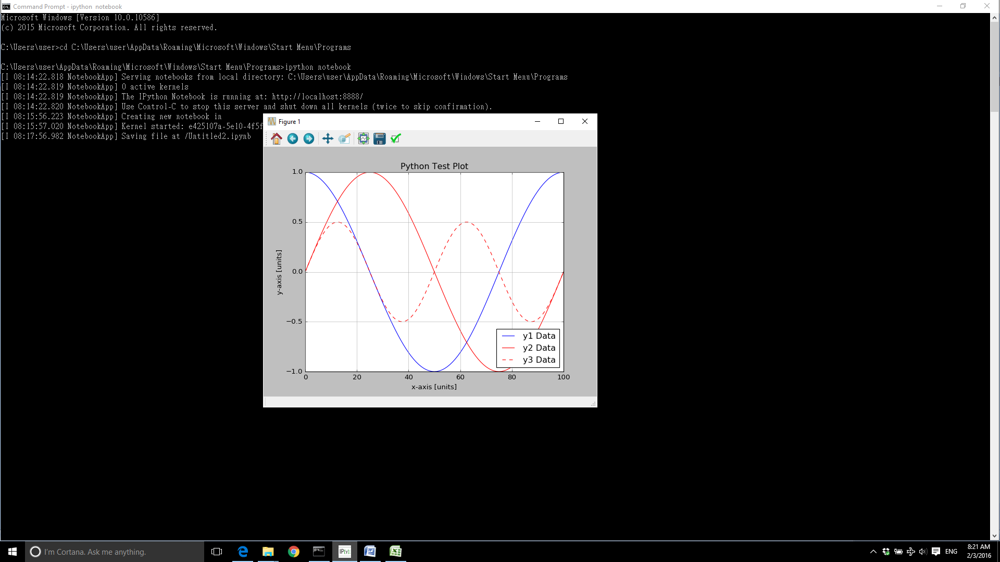 Command Prompt - ipython  notebook
Microsoft Windows [Version 10.0.10586]
(c) 2015 Microsoft Corporation. All rights reserved.
C:\Users\user>cd C:\Users\user\AppData\Roaming\Microsoft\Windows\Start Menu\Programs
C:\Users\user\AppData\Roaming\Microsoft\Windows\Start Menu\Programs>ipython notebook
[I 08:14:22.818 NotebookApp] Serving notebooks from local directory: C:\Users\user\AppData\Roaming\Microsoft\Windows\Start Menu\Programs
[I 08:14:22.819 NotebookApp] 0 active kernels
[I 08:14:22.819 NotebookApp] The IPython Notebook is running at: http://localhost:8888/
[I 08:14:22.820 NotebookApp] Use Control-C to stop this server and shut down all kernels (twice to skip confirmation).
[I 08:15:56.223 NotebookApp] Creating new notebook in
[I 08:15:57.020 NotebookApp] Kernel started: e425107a-5e10-4f5f
[I 08:17:56.982 NotebookApp] Saving file at /Untitled2.ipynb
Figure 1
Python Test Plot
1.0
0.5
0.0
−0.5
−1.0
y-axis [units]
0 20 40 60 80 100
x-axis [units]
y1 Data
y2 Data
y3 Data
I'm Cortana. Ask me anything.
IP[y]:
ENG
8:21 AM
2/3/2016